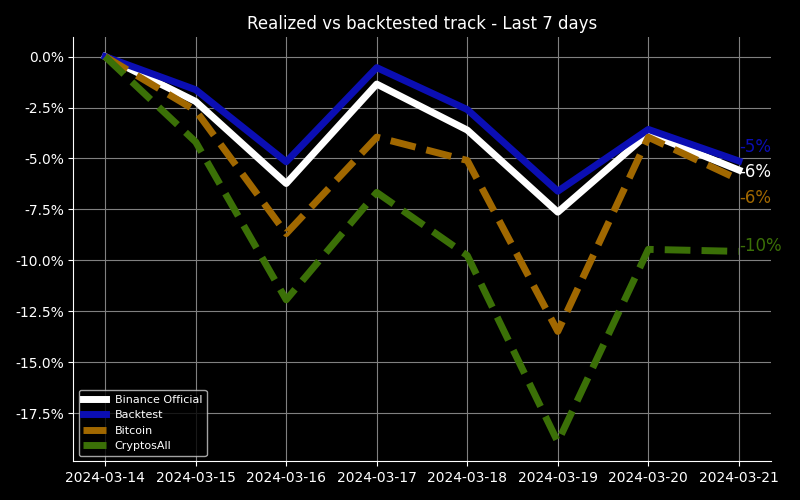 Realized vs backtested track - Last 7 days
0.0%
-2.5%
-5.0%
-7.5%
-10.0%
-12.5%
-15.0%
-17.5%
-5%
-6%
-6%
-10%
Binance Official
Backtest
Bitcoin
CryptosAll
2024-03-14 2024-03-15 2024-03-16 2024-03-17 2024-03-18 2024-03-19 2024-03-20 2024-03-21